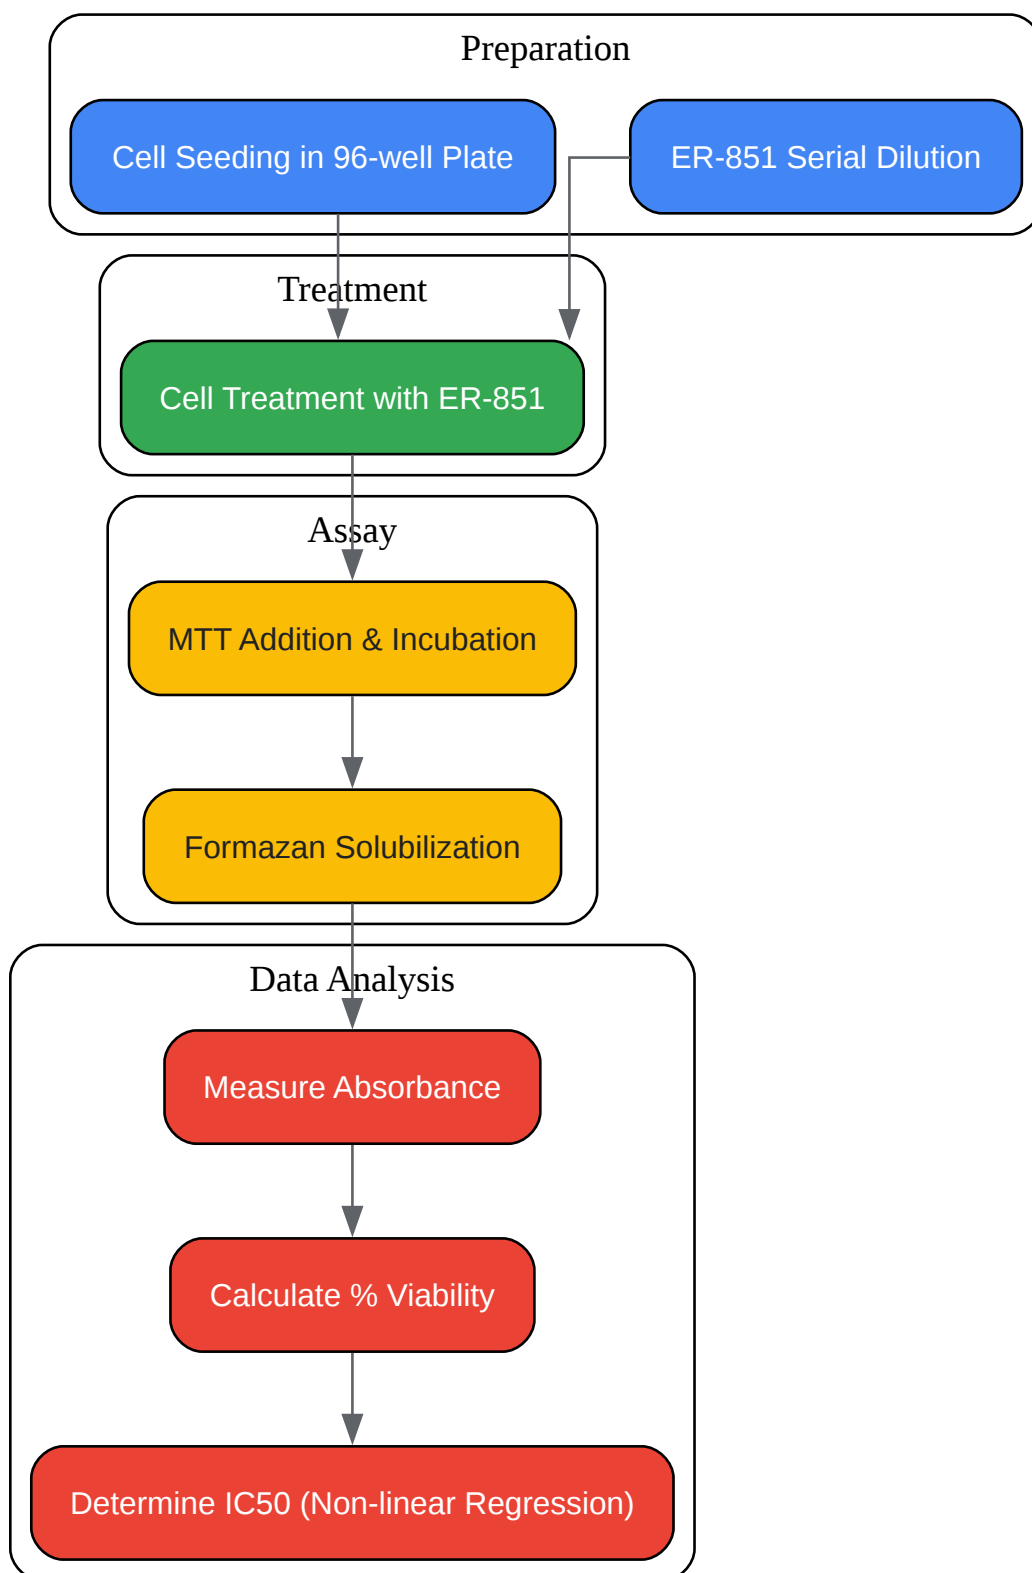 Preparation
Cell Seeding in 96-well Plate
ER-851 Serial Dilution
Treatment
Cell Treatment with ER-851
Assay
MTT Addition & Incubation
Formazan Solubilization
Data Analysis
Measure Absorbance
Calculate % Viability
Determine IC50 (Non-linear Regression)